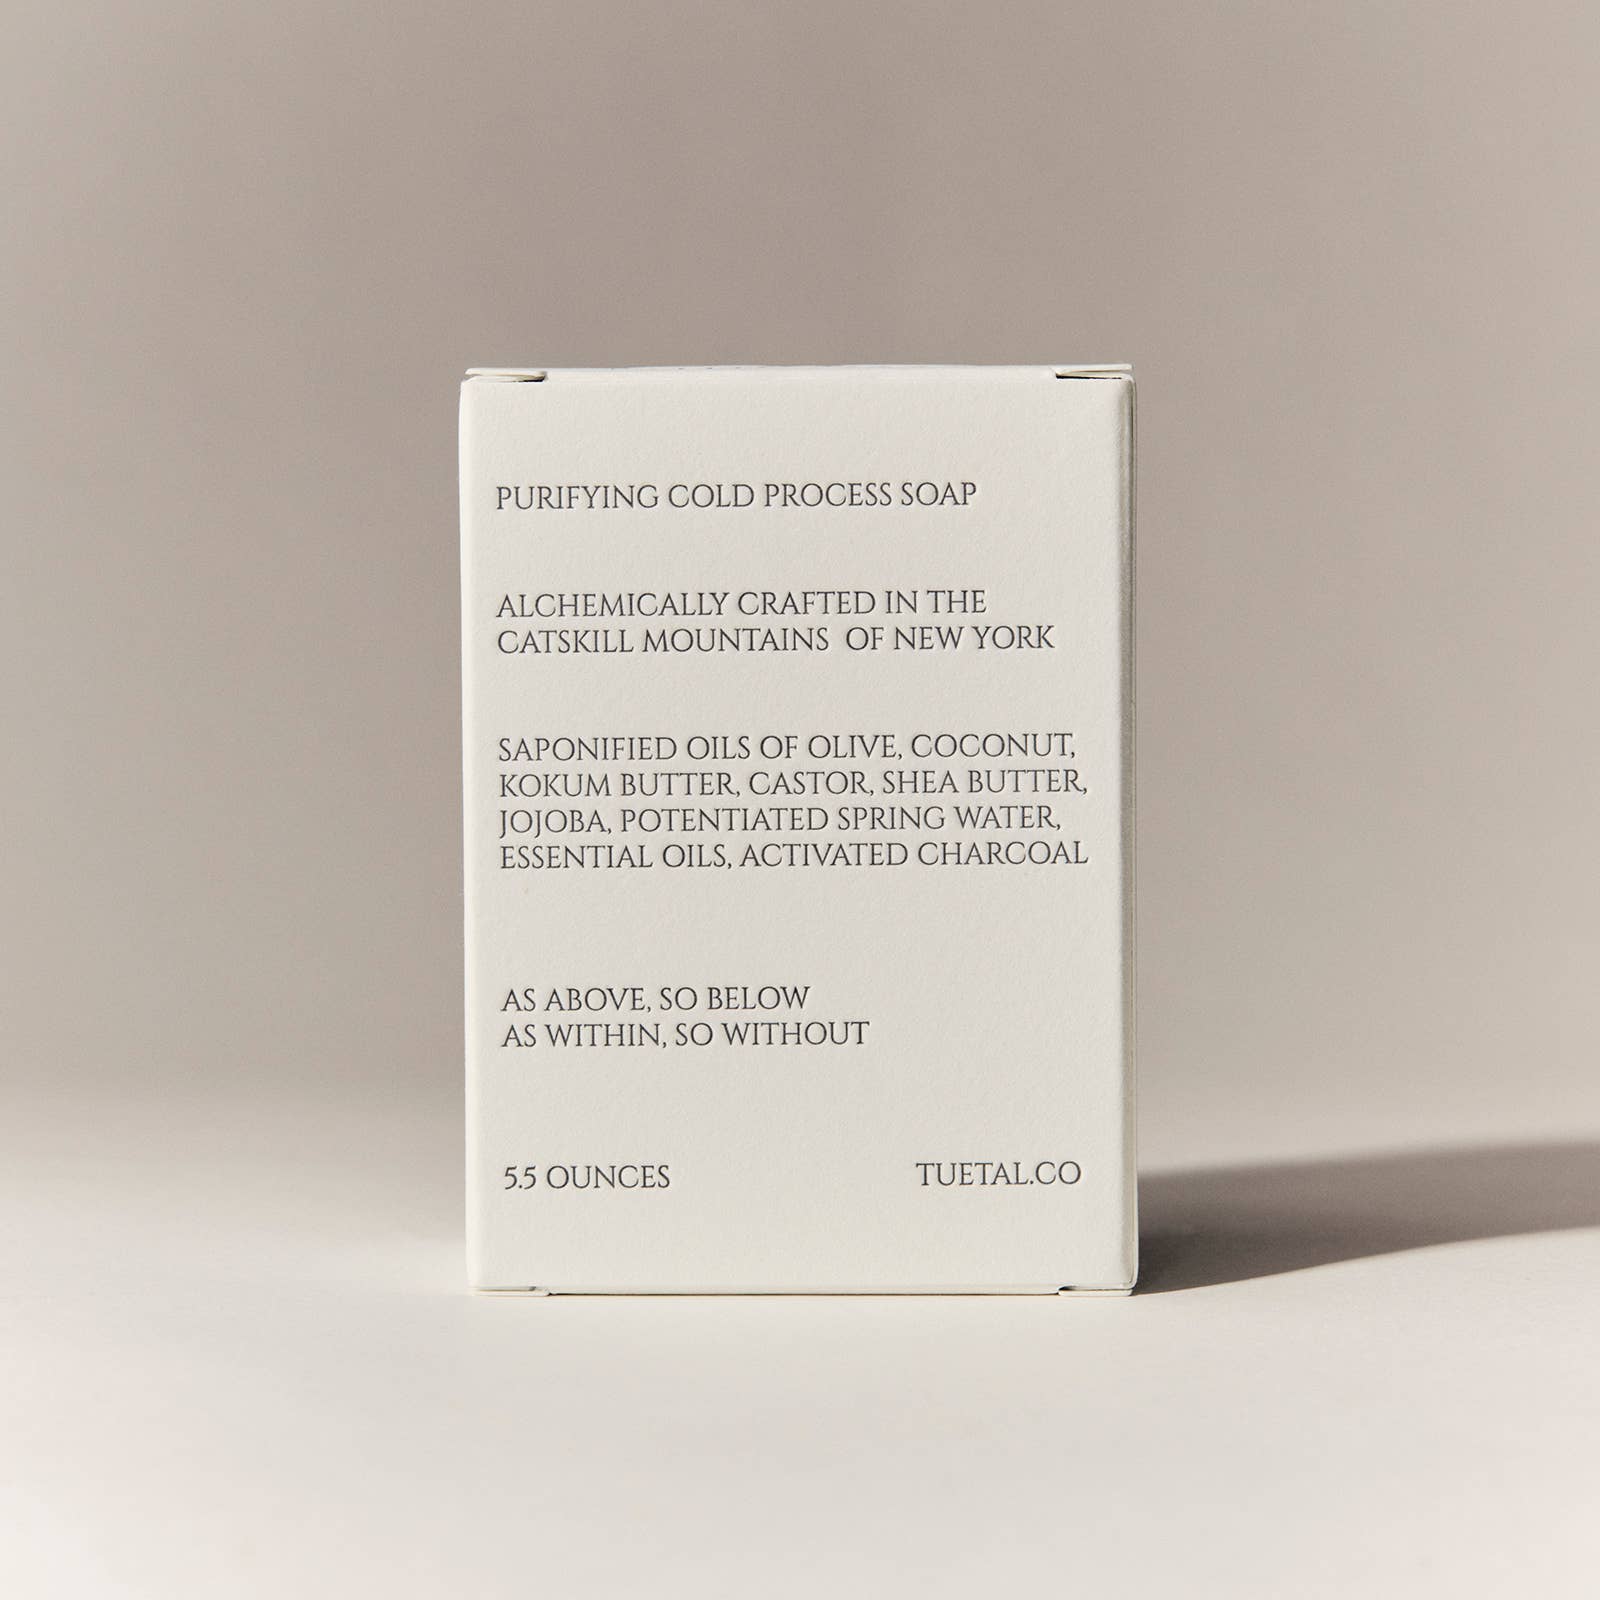 PURIFYING COLD PROCESS SOAP
ALCHEMICALLY CRAFTED IN THE
CATSKILL MOUNTAINS OF NEW YORK
SAPONIFIED OILS OF OLIVE, COCONUT,
KOKUM BUTTER, CASTOR, SHEA BUTTER,
JOJOBA, POTENTIATED SPRING WATER,
ESSENTIAL OILS, ACTIVATED CHARCOAL
AS ABOVE, SO BELOW
AS WITHIN, SO WITHOUT
5.5 OUNCES TUETAL.CO